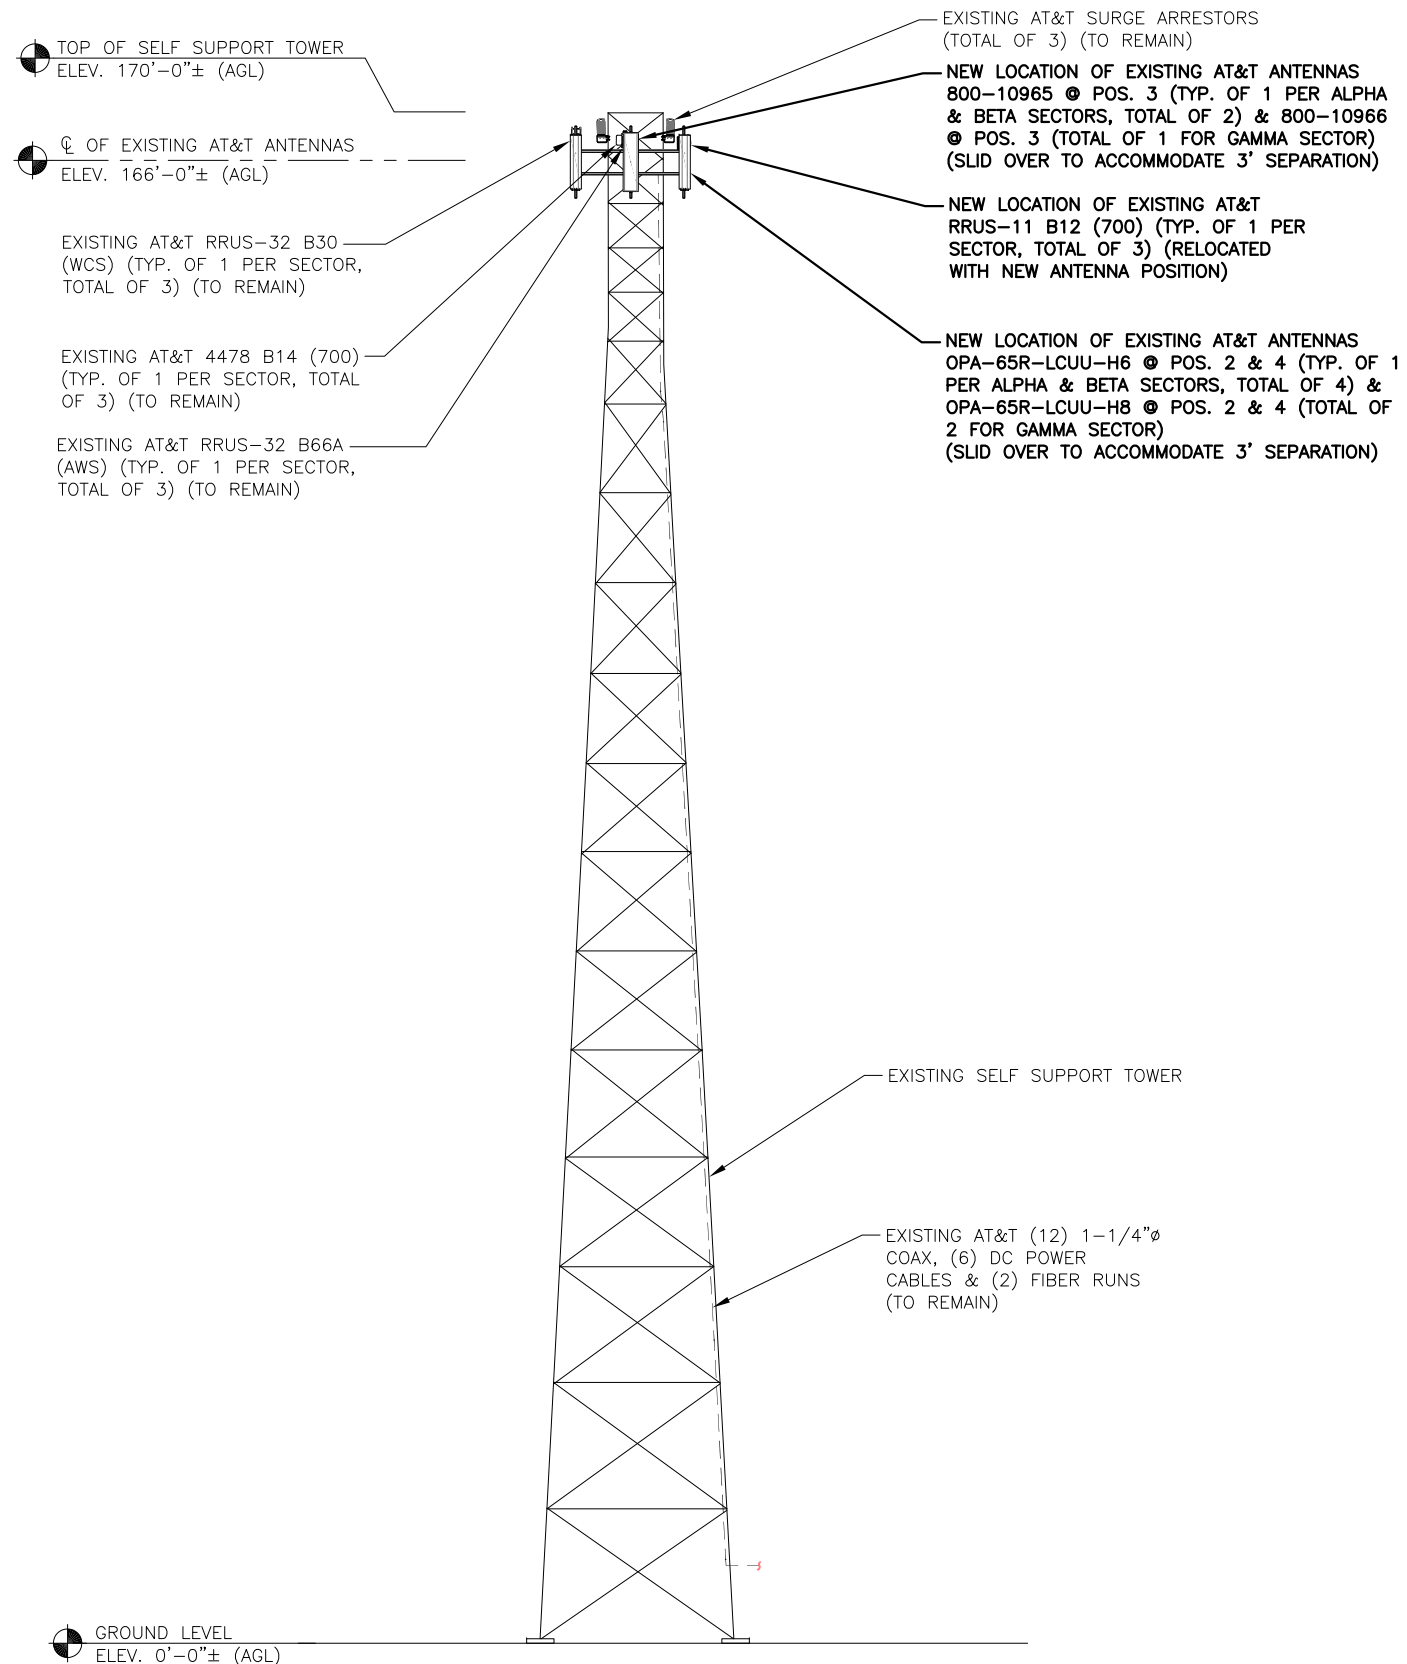 TOP OF SELF SUPPORT TOWER
ELEV. 170'-0"± (AGL)
℄ OF EXISTING AT&T ANTENNAS
ELEV. 166'-0"± (AGL)
EXISTING AT&T RRUS-32 B30
(WCS) (TYP. OF 1 PER SECTOR,
TOTAL OF 3) (TO REMAIN)
EXISTING AT&T 4478 B14 (700)
(TYP. OF 1 PER SECTOR, TOTAL
OF 3) (TO REMAIN)
EXISTING AT&T RRUS-32 B66A
(AWS) (TYP. OF 1 PER SECTOR,
TOTAL OF 3) (TO REMAIN)
EXISTING AT&T SURGE ARRESTORS
(TOTAL OF 3) (TO REMAIN)
NEW LOCATION OF EXISTING AT&T ANTENNAS
800-10965 @ POS. 3 (TYP. OF 1 PER ALPHA
& BETA SECTORS, TOTAL OF 2) & 800-10966
@ POS. 3 (TOTAL OF 1 FOR GAMMA SECTOR)
(SLID OVER TO ACCOMMODATE 3' SEPARATION)
NEW LOCATION OF EXISTING AT&T
RRUS-11 B12 (700) (TYP. OF 1 PER
SECTOR, TOTAL OF 3) (RELOCATED
WITH NEW ANTENNA POSITION)
NEW LOCATION OF EXISTING AT&T ANTENNAS
OPA-65R-LCUU-H6 @ POS. 2 & 4 (TYP. OF 1
PER ALPHA & BETA SECTORS, TOTAL OF 4) &
OPA-65R-LCUU-H8 @ POS. 2 & 4 (TOTAL OF
2 FOR GAMMA SECTOR)
(SLID OVER TO ACCOMMODATE 3' SEPARATION)
EXISTING SELF SUPPORT TOWER
EXISTING AT&T (12) 1-1/4"ø
COAX, (6) DC POWER
CABLES & (2) FIBER RUNS
(TO REMAIN)
GROUND LEVEL
ELEV. 0'-0"± (AGL)